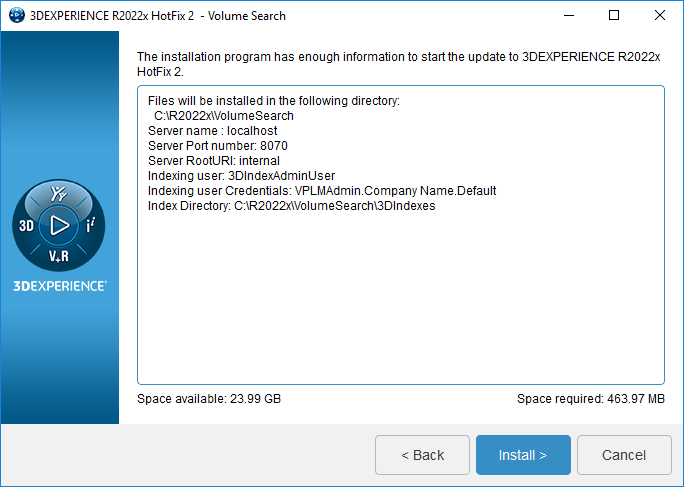 3DEXPERIENCE R2022x HotFix 2 - Volume Search
The installation program has enough information to start the update to 3DEXPERIENCE R2022x
HotFix 2.
Files will be installed in the following directory:
C:\R2022x\VolumeSearch
Server name : localhost
Server Port number: 8070
Server RootURI: internal
Indexing user: 3DIndexAdminUser
Indexing user Credentials: VPLMAdmin.Company Name.Default
Index Directory: C:\R2022x\VolumeSearch\3DIndexes
3D
i²
V+R
3DEXPERIENCE
Space available: 23.99 GB
Space required: 463.97 MB
< Back
Install >
Cancel